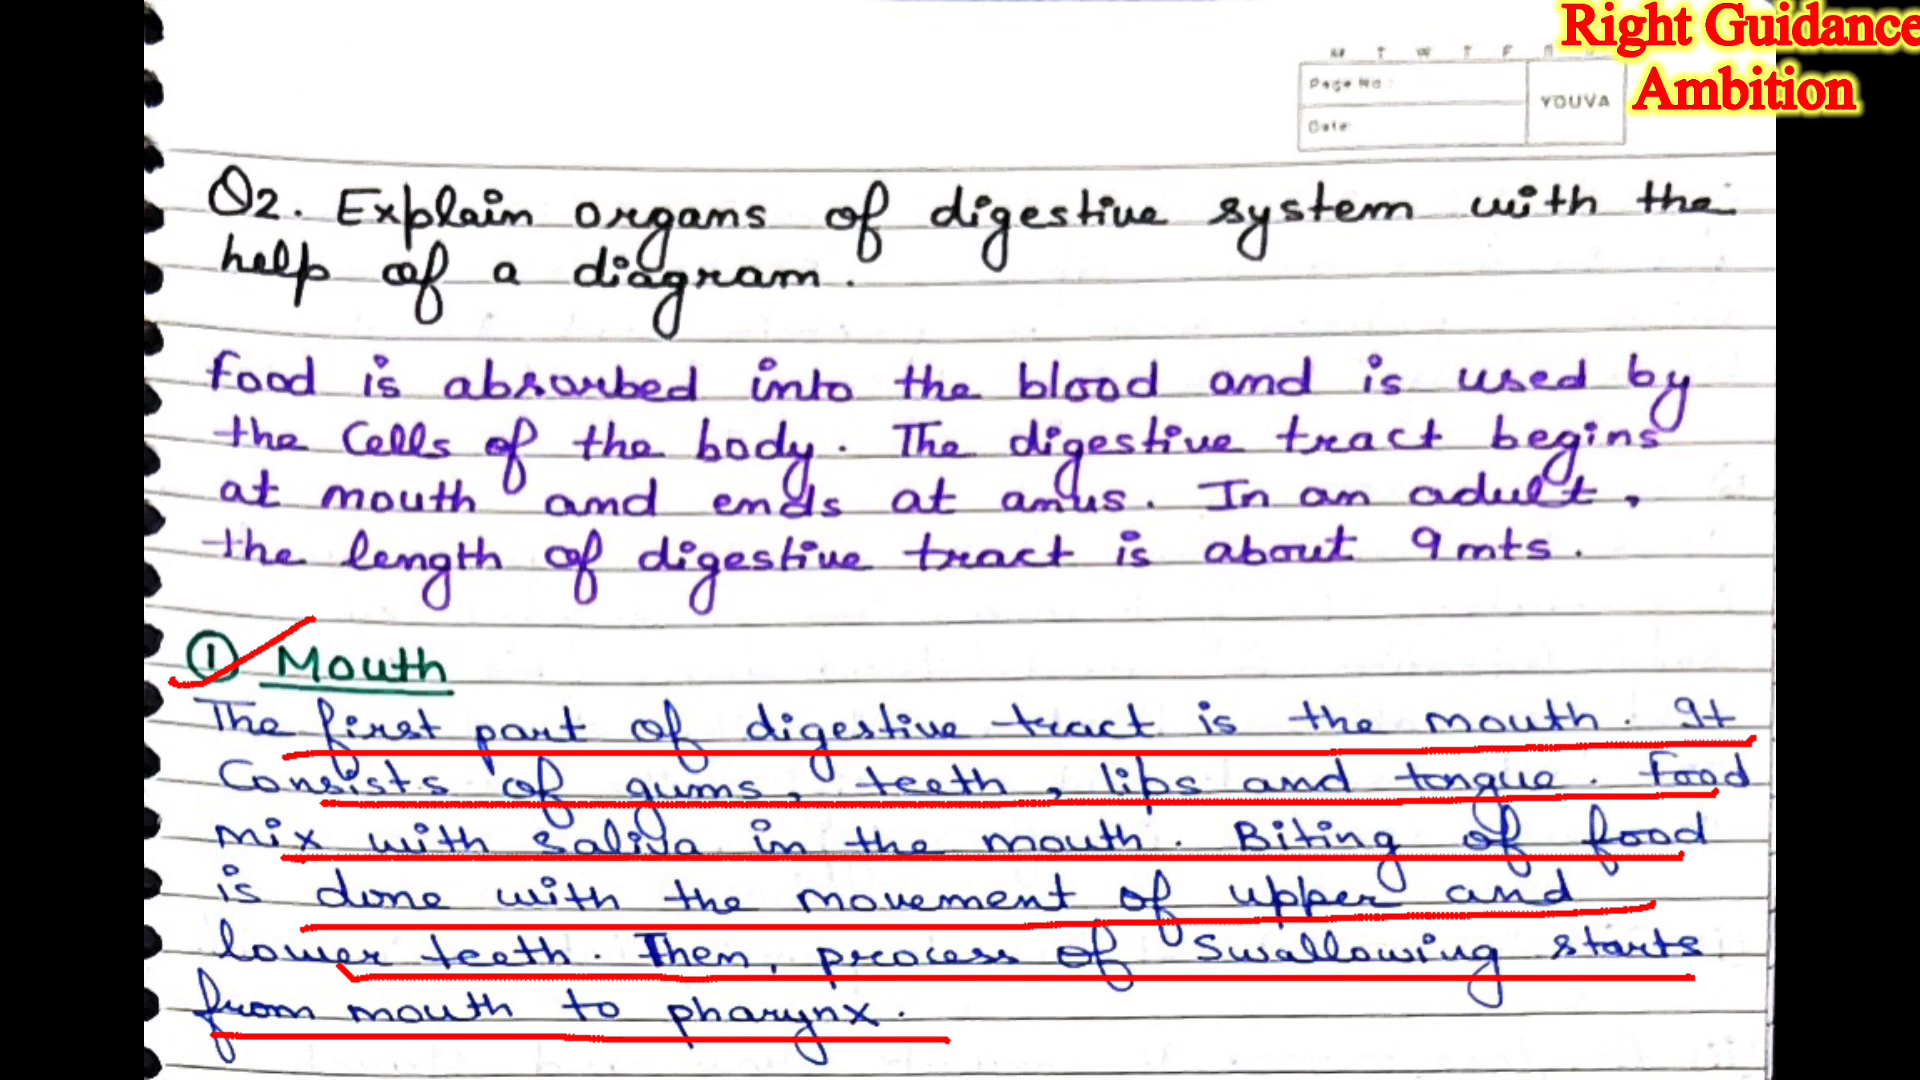 Right Guidance
Ambition
M T W T F
Page No.:
YOUVA
Date:
Q2. Explain organs of digestive system with the
help of a diagram.
Food is absorbed into the blood and is used by
the cells of the body. The digestive tract begins
at mouth and ends at anus. In an adult,
the length of digestive tract is about 9 mts.
① Mouth
The first part of digestive tract is the mouth. It
consists of gums, teeth, lips and tongue. Food
mix with saliva in the mouth. Biting of food
is done with the movement of upper and
lower teeth. Then, process of swallowing starts
from mouth to pharynx.